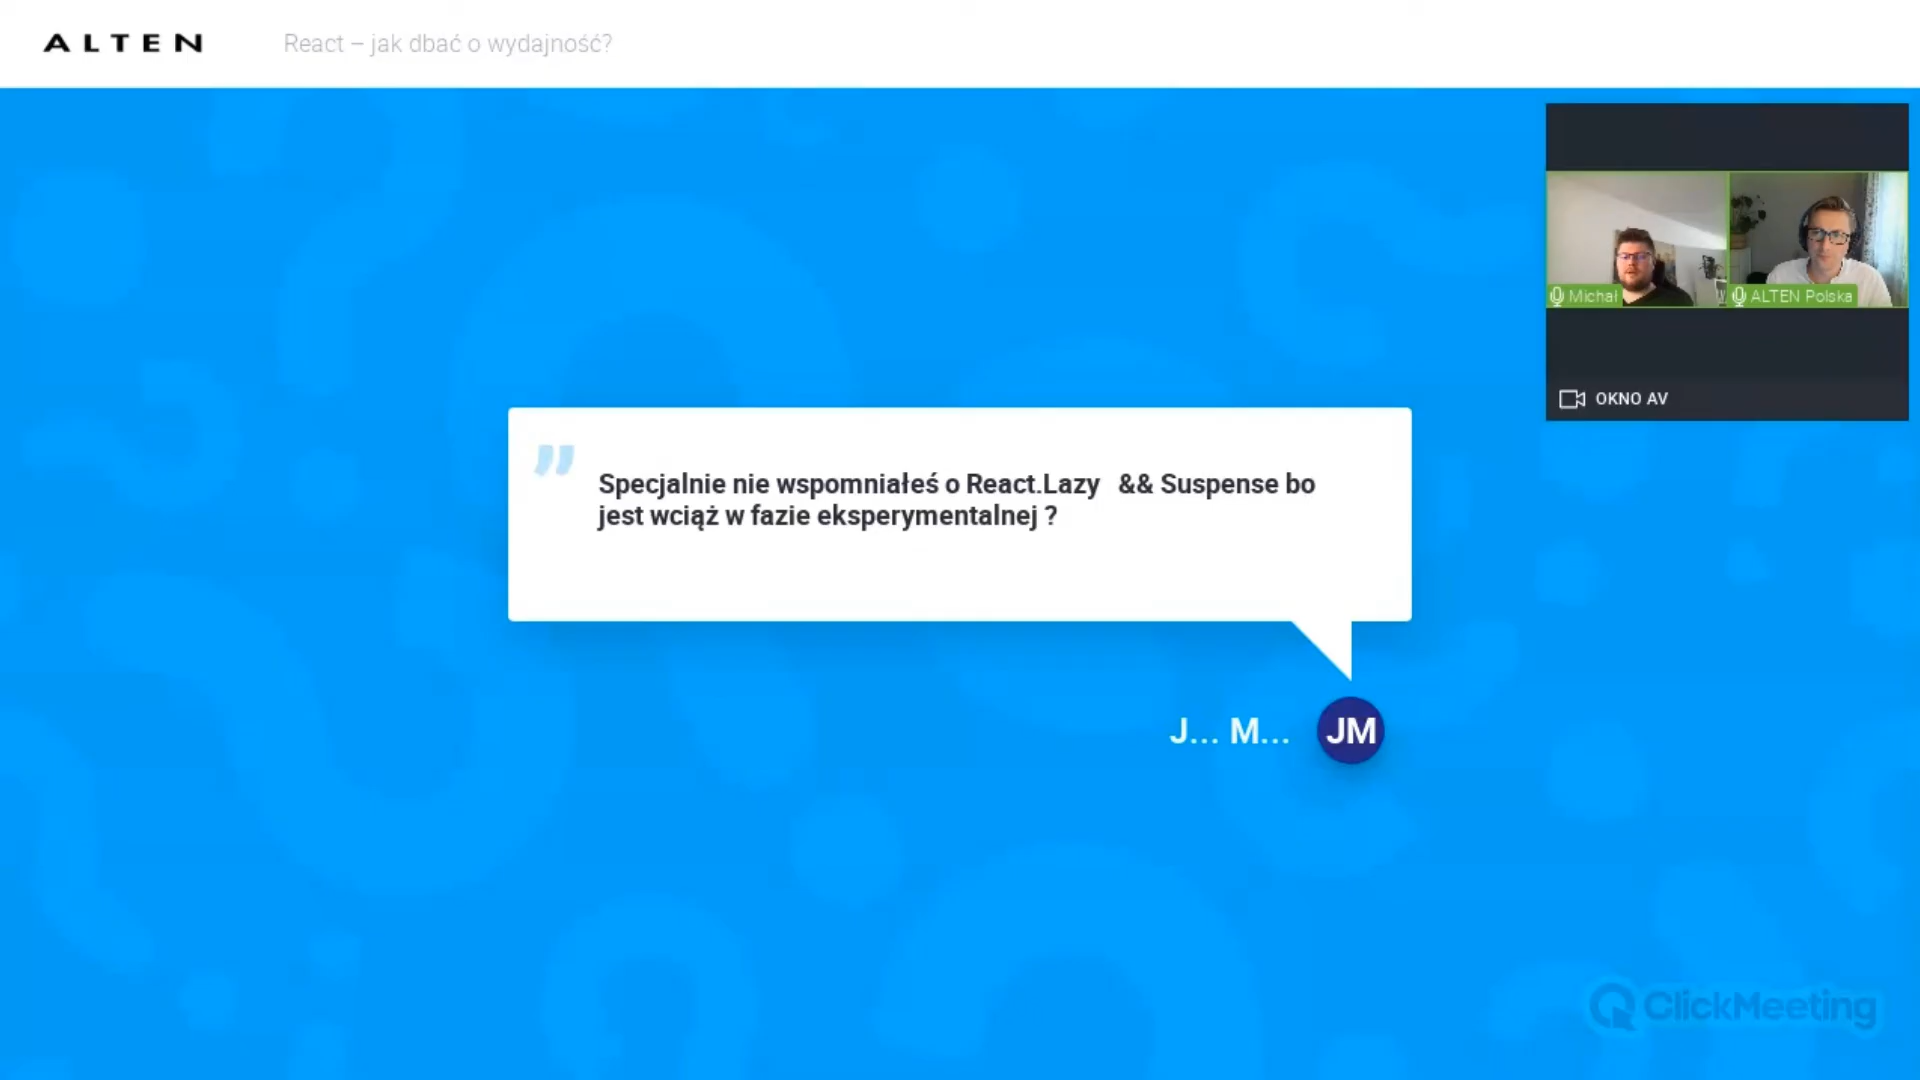 ALTEN
React – jak dbać o wydajność?
Michał
ALTEN Polska
OKNO AV
" Specjalnie nie wspomniałeś o React.Lazy && Suspense bo
jest wciąż w fazie eksperymentalnej ?
J... M... JM
ClickMeeting